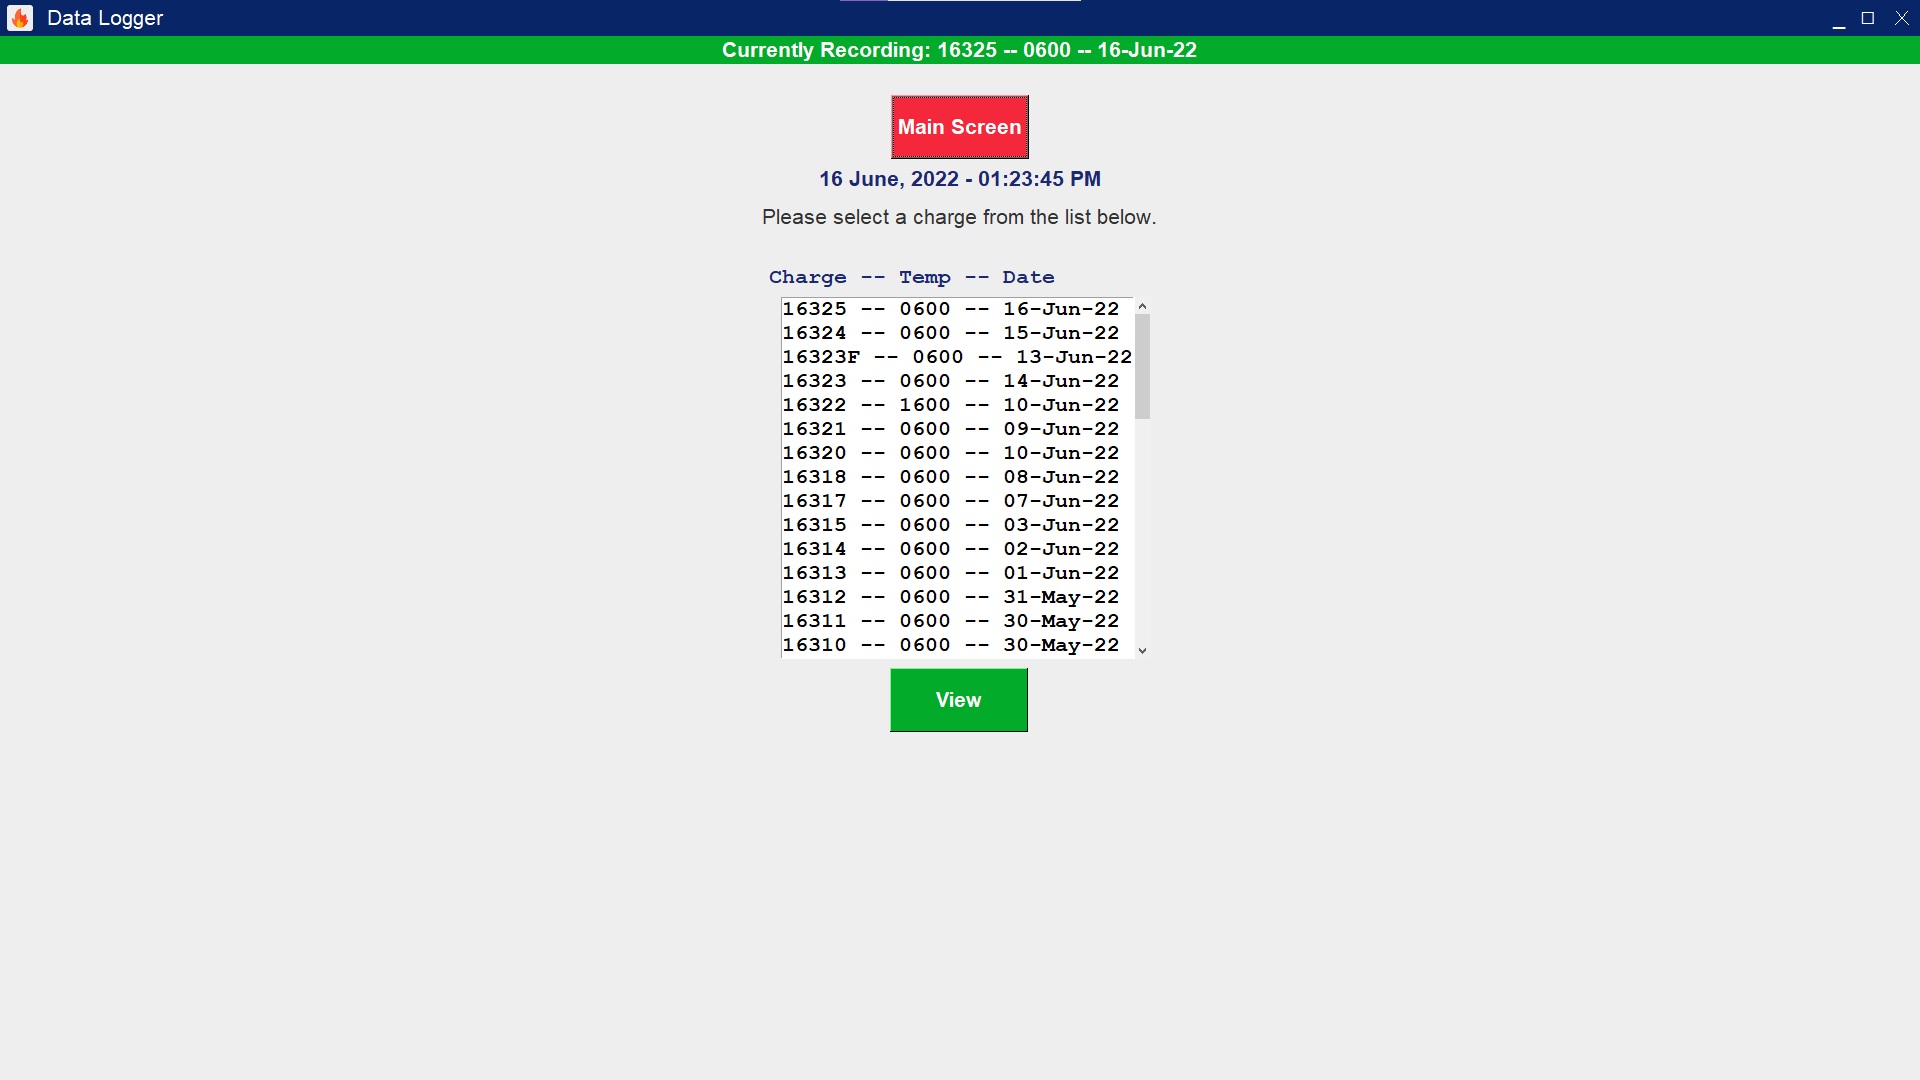 Data Logger
Currently Recording: 16325 -- 0600 -- 16-Jun-22
Main Screen
16 June, 2022 - 01:23:45 PM
Please select a charge from the list below.
Charge -- Temp -- Date
16325 -- 0600 -- 16-Jun-22
16324 -- 0600 -- 15-Jun-22
16323F -- 0600 -- 13-Jun-22
16323 -- 0600 -- 14-Jun-22
16322 -- 1600 -- 10-Jun-22
16321 -- 0600 -- 09-Jun-22
16320 -- 0600 -- 10-Jun-22
16318 -- 0600 -- 08-Jun-22
16317 -- 0600 -- 07-Jun-22
16315 -- 0600 -- 03-Jun-22
16314 -- 0600 -- 02-Jun-22
16313 -- 0600 -- 01-Jun-22
16312 -- 0600 -- 31-May-22
16311 -- 0600 -- 30-May-22
16310 -- 0600 -- 30-May-22
View